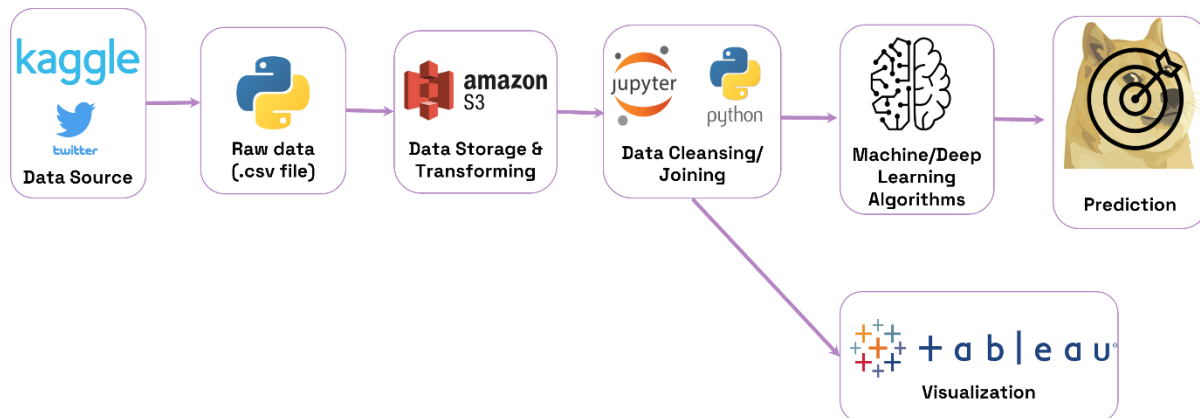 kaggle
twitter
Data Source
Raw data
(.csv file)
amazon
S3
Data Storage &
Transforming
jupyter
python
Data Cleansing/
Joining
Machine/Deep
Learning
Algorithms
Prediction
+ableau®
Visualization